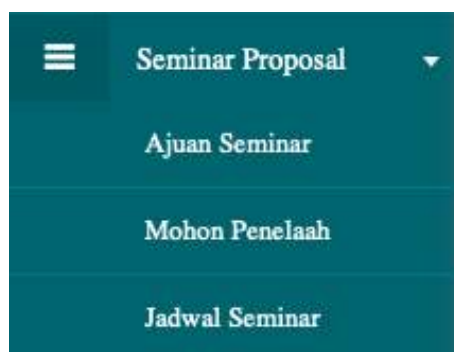 Seminar Proposal
Ajuan Seminar
Mohon Penelaah
Jadwal Seminar